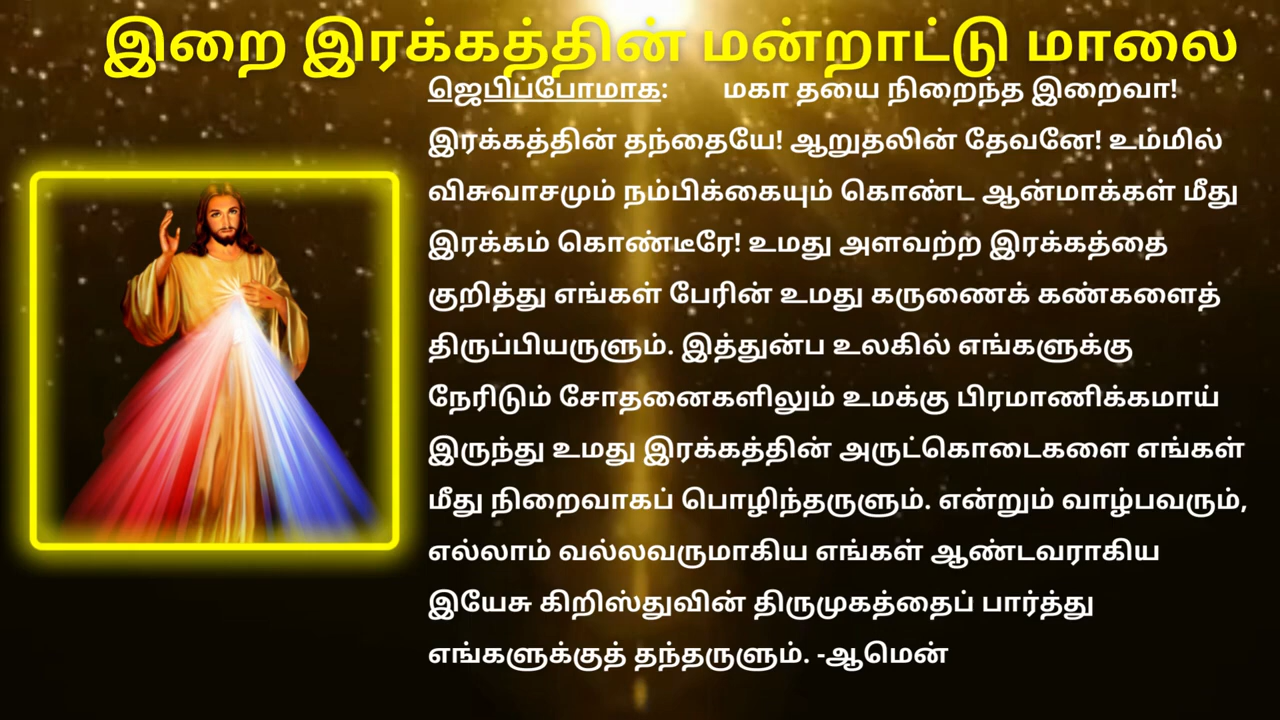 இறை இரக்கத்தின் மன்றாட்டு மாலை
ஜெபிப்போமாக: மகா தயை நிறைந்த இறைவா!
இரக்கத்தின் தந்தையே! ஆறுதலின் தேவனே! உம்மில்
விசுவாசமும் நம்பிக்கையும் கொண்ட ஆன்மாக்கள் மீது
இரக்கம் கொண்டீரே! உமது அளவற்ற இரக்கத்தை
குறித்து எங்கள் பேரின் உமது கருணைக் கண்களைத்
திருப்பியருளும். இத்துன்ப உலகில் எங்களுக்கு
நேரிடும் சோதனைகளிலும் உமக்கு பிரமாணிக்கமாய்
இருந்து உமது இரக்கத்தின் அருட்கொடைகளை எங்கள்
மீது நிறைவாகப் பொழிந்தருளும். என்றும் வாழ்பவரும்,
எல்லாம் வல்லவருமாகிய எங்கள் ஆண்டவராகிய
இயேசு கிறிஸ்துவின் திருமுகத்தைப் பார்த்து
எங்களுக்குத் தந்தருளும். -ஆமென்